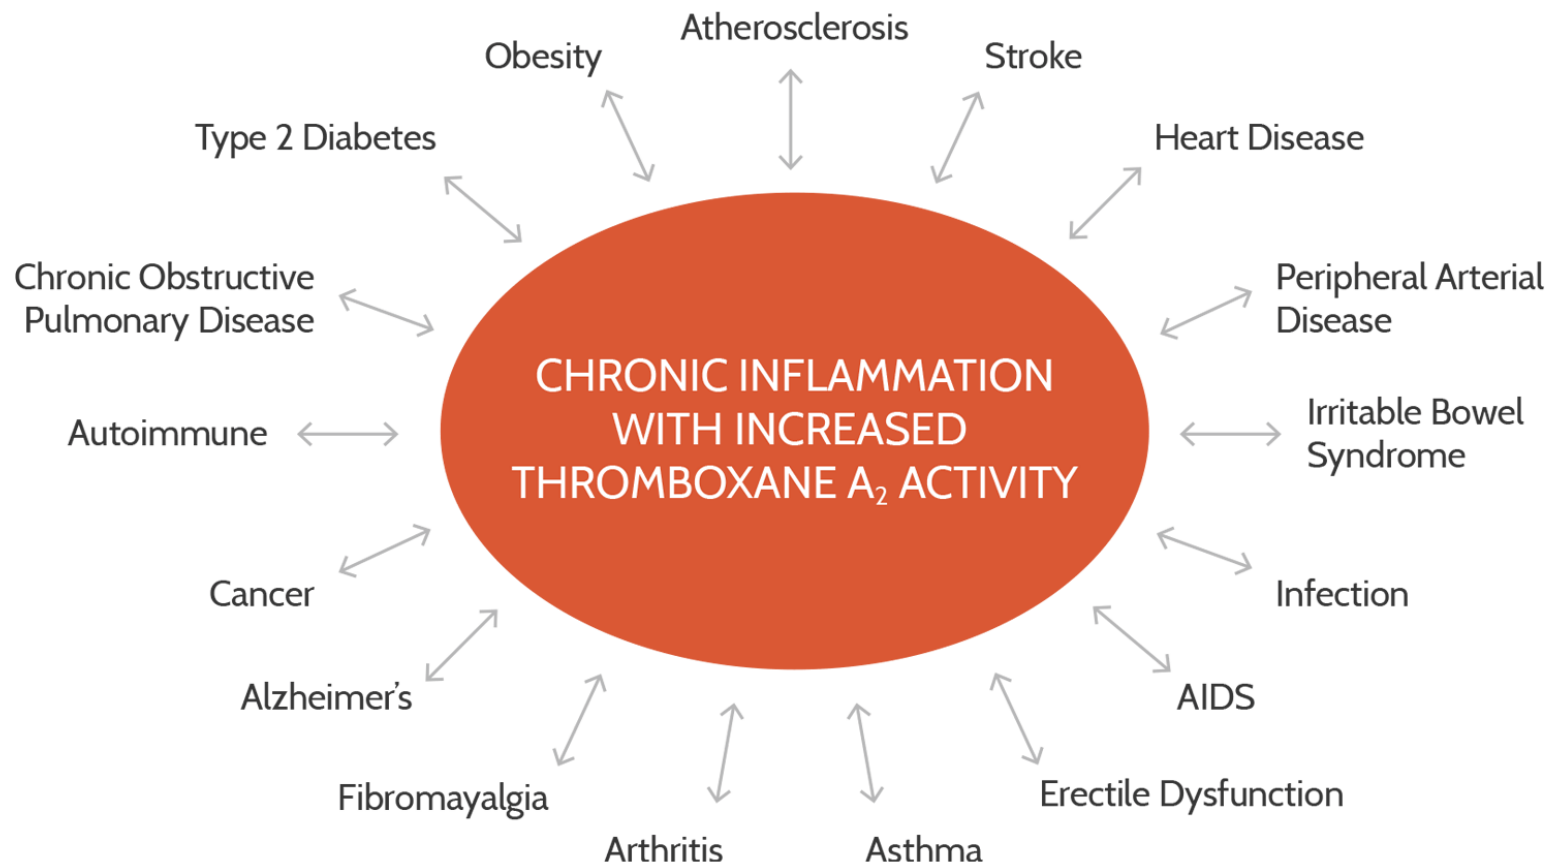 Atherosclerosis
Obesity
Stroke
Type 2 Diabetes
Heart Disease
Chronic Obstructive
Pulmonary Disease
Peripheral Arterial
Disease
CHRONIC INFLAMMATION
WITH INCREASED
THROMBOXANE A₂ ACTIVITY
Autoimmune
Irritable Bowel
Syndrome
Cancer
Infection
Alzheimer's
AIDS
Fibromayalgia
Erectile Dysfunction
Arthritis
Asthma